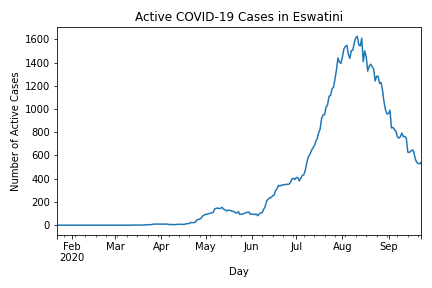 Active COVID-19 Cases in Eswatini
Number of Active Cases
1600
1400
1200
1000
800
600
400
200
0
Feb Mar Apr May Jun Jul Aug Sep
2020
Day